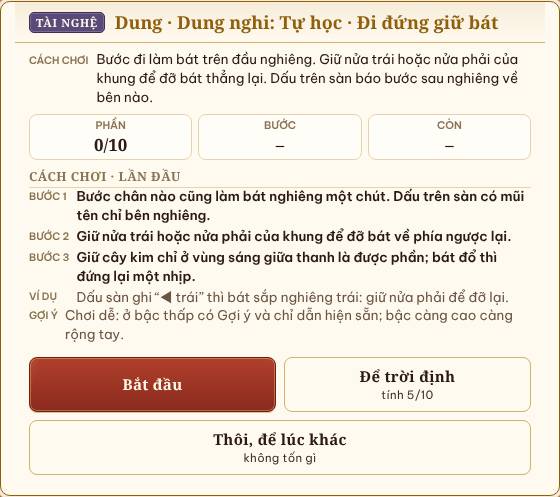 TÀI NGHỆ Dung · Dung nghi: Tự học · Đi đứng giữ bát
CÁCH CHƠI Bước đi làm bát trên đầu nghiêng. Giữ nửa trái hoặc nửa phải của
khung để đỡ bát thẳng lại. Dấu trên sàn báo bước sau nghiêng về
bên nào.
PHẦN BƯỚC CÒN
0/10 – –
CÁCH CHƠI · LẦN ĐẦU
BƯỚC 1 Bước chân nào cũng làm bát nghiêng một chút. Dấu trên sàn có mũi
tên chỉ bên nghiêng.
BƯỚC 2 Giữ nửa trái hoặc nửa phải của khung để đỡ bát về phía ngược lại.
BƯỚC 3 Giữ cây kim chỉ ở vùng sáng giữa thanh là được phần; bát đổ thì
đứng lại một nhịp.
VÍ DỤ Dấu sàn ghi “◀ trái” thì bát sắp nghiêng trái: giữ nửa phải để đỡ lại.
GỢI Ý Chơi dễ: ở bậc thấp có Gợi ý và chỉ dẫn hiện sẵn; bậc càng cao càng
rộng tay.
Bắt đầu Để trời định
tính 5/10
Thôi, để lúc khác
không tốn gì